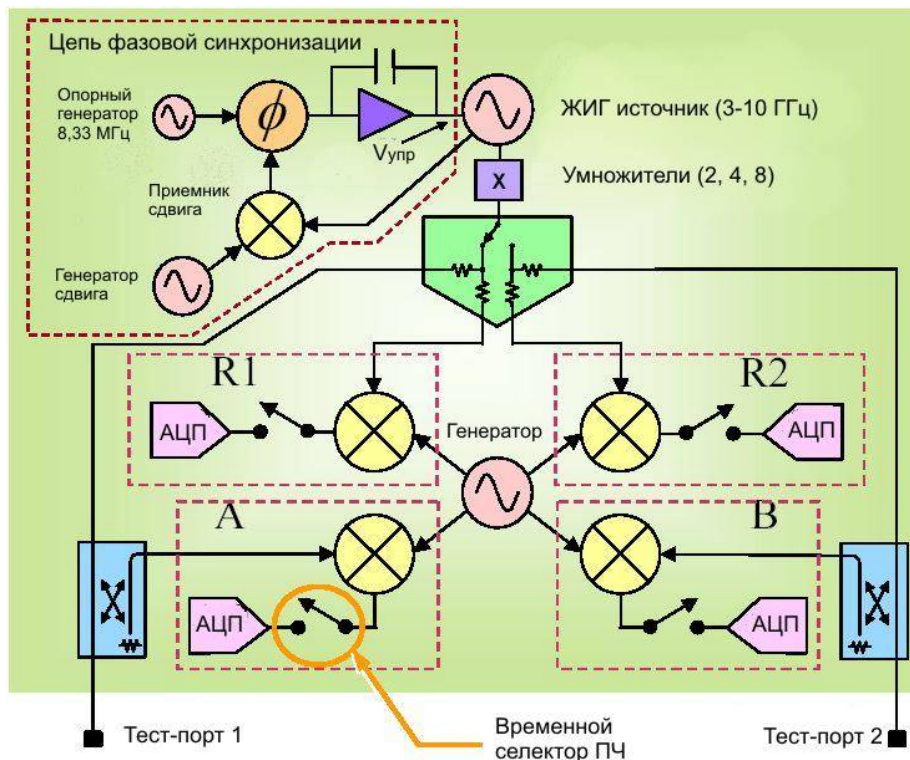 Цепь фазовой синхронизации
Опорный
генератор
8,33 МГц
ϕ
Vупр
ЖИГ источник (3-10 ГГц)
X
Умножители (2, 4, 8)
Приемник
сдвига
Генератор
сдвига
R1
R2
АЦП
Генератор
АЦП
A
B
АЦП
АЦП
Тест-порт 1
Временной
селектор ПЧ
Тест-порт 2